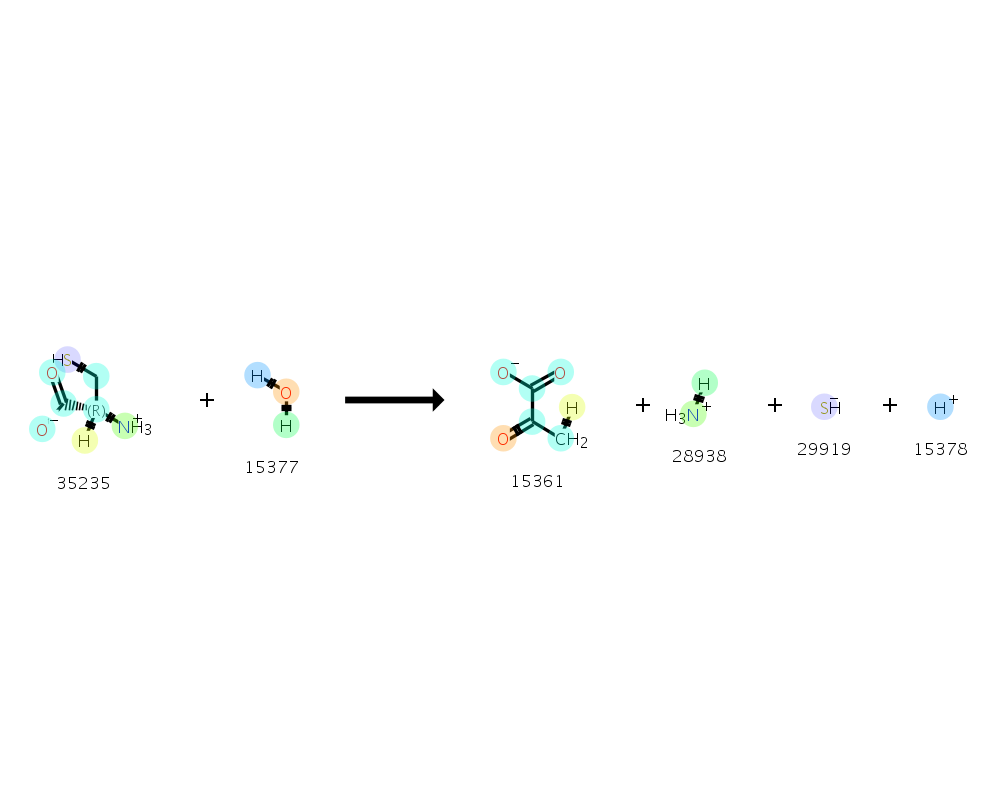 HS
O
O−
(R)
H
NH3+
35235
+
H
O
H
15377
O−
O
H
O
CH2
15361
+
H
H3N+
28938
+
SH−
29919
+
H+
15378